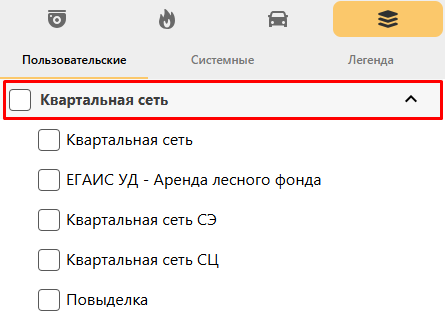 Пользовательские Системные Легенда
Квартальная сеть
Квартальная сеть
ЕГАИС УД - Аренда лесного фонда
Квартальная сеть СЭ
Квартальная сеть СЦ
Повыделка